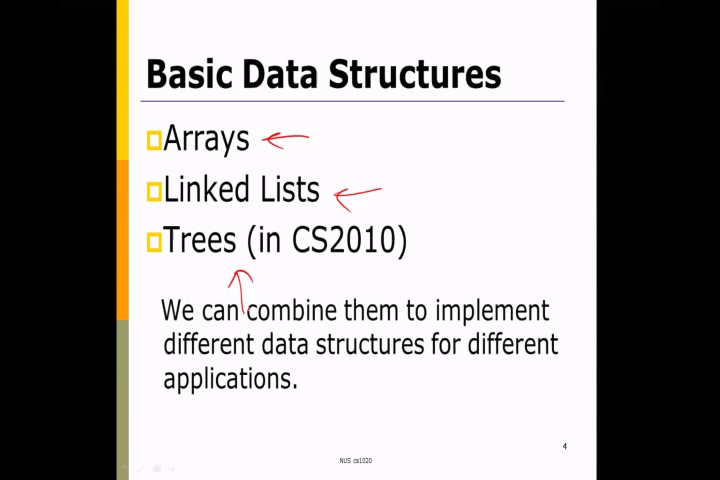 Basic Data Structures
Arrays
Linked Lists
Trees (in CS2010)
We can combine them to implement
different data structures for different
applications.
4
NUS cs1020